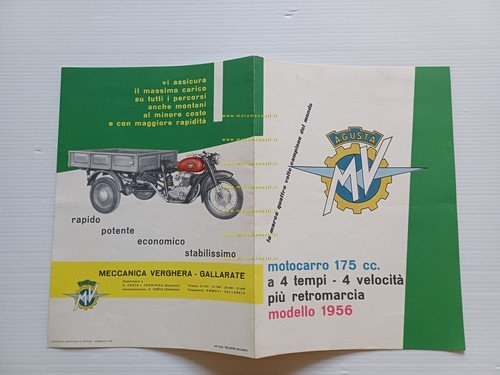 vi assicura
il massimo carico
su tutti i percorsi
anche montani
al minore costo
e con maggiore rapidità
rapido
potente
economico
stabilissimo
MECCANICA VERGHERA - GALLARATE
MV
la marca quattro volte campione del mondo
AGUSTA
MV
motocarro 175 cc.
a 4 tempi - 4 velocità
più retromarcia
modello 1956